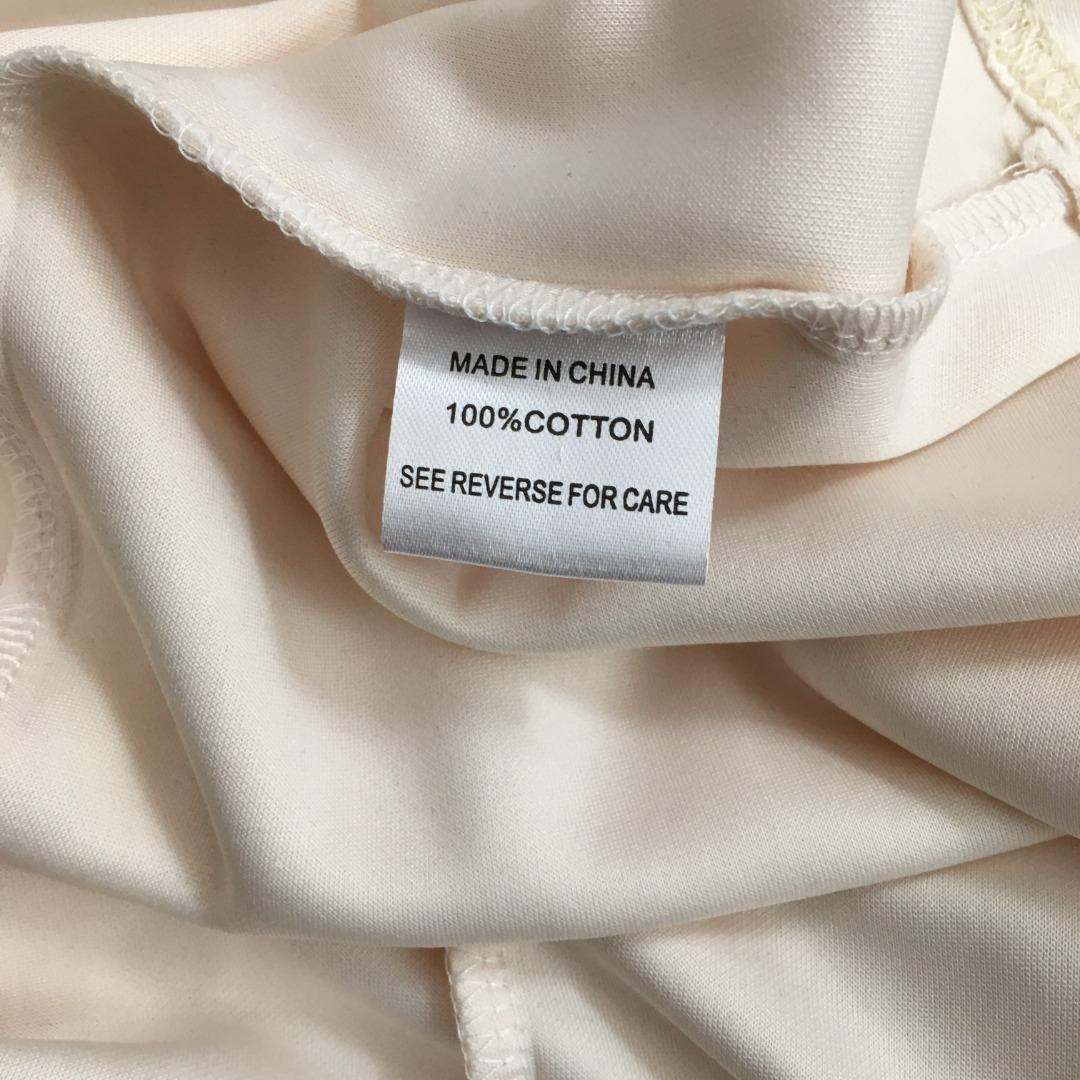 MADE IN CHINA
100%COTTON
SEE REVERSE FOR CARE